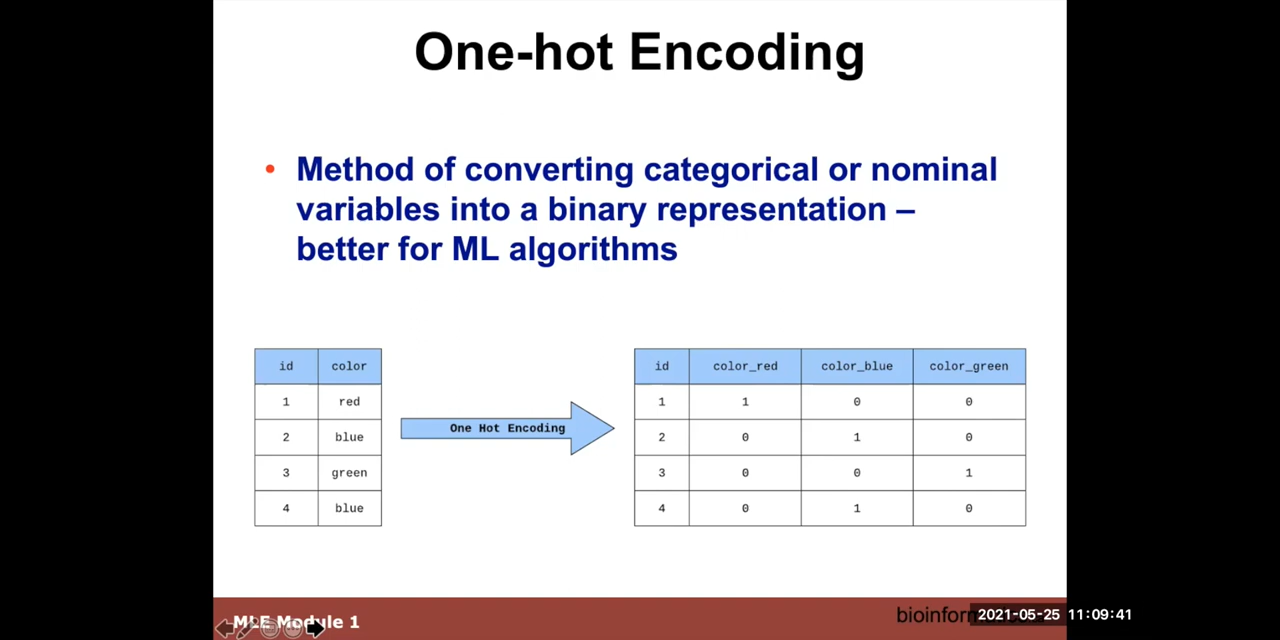 One-hot Encoding
• Method of converting categorical or nominal
variables into a binary representation –
better for ML algorithms
id color
1 red
2 blue
3 green
4 blue
One Hot Encoding
id color_red color_blue color_green
1 1 0 0
2 0 1 0
3 0 0 1
4 0 1 0
MLE Module 1
2021-05-25 11:09:41